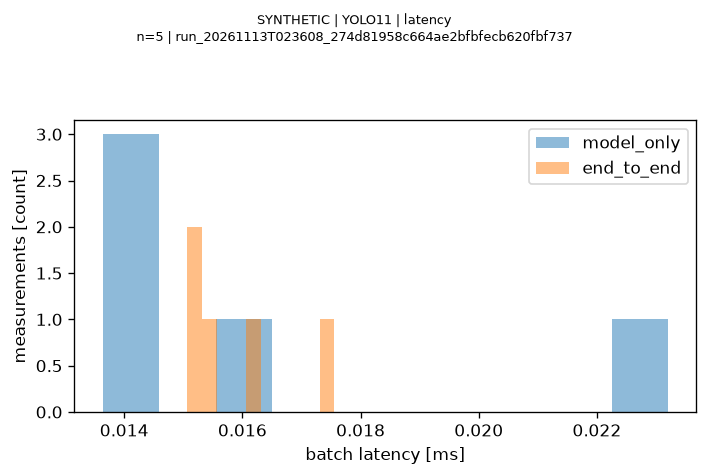 SYNTHETIC | YOLO11 | latency
n=5 | run_20261113T023608_274d81958c664ae2bfbfecb620fbf737
3.0
2.5
2.0
1.5
1.0
0.5
0.0
measurements [count]
model_only
end_to_end
0.014 0.016 0.018 0.020 0.022
batch latency [ms]